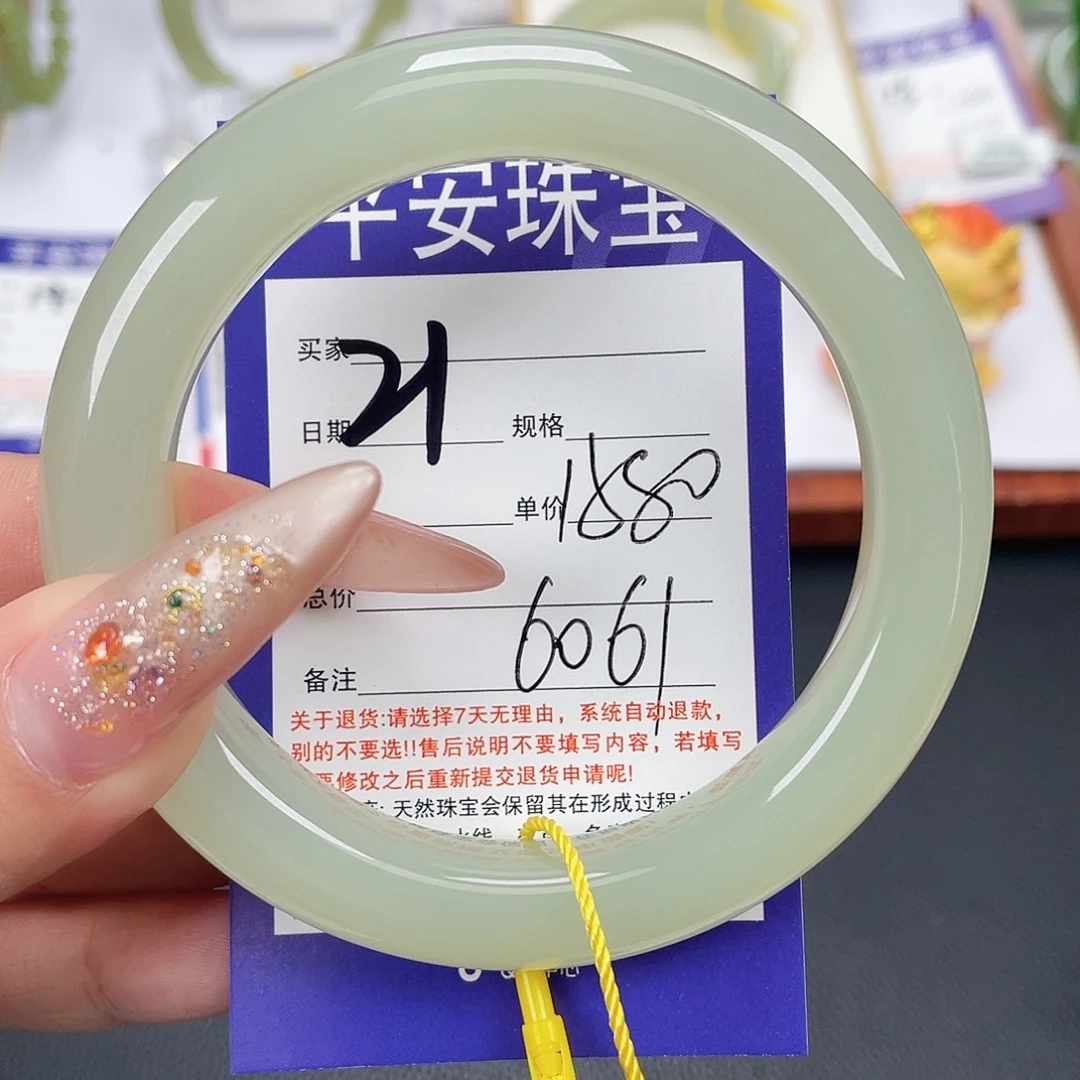 平安珠宝
买家
21
日期 规格
单价 1880
总价
6061
备注
关于退货:请选择7天无理由，系统自动退款，
别的不要选!!售后说明不要填写内容，若填写
要修改之后重新提交退货申请呢!
天然珠宝会保留其在形成过程